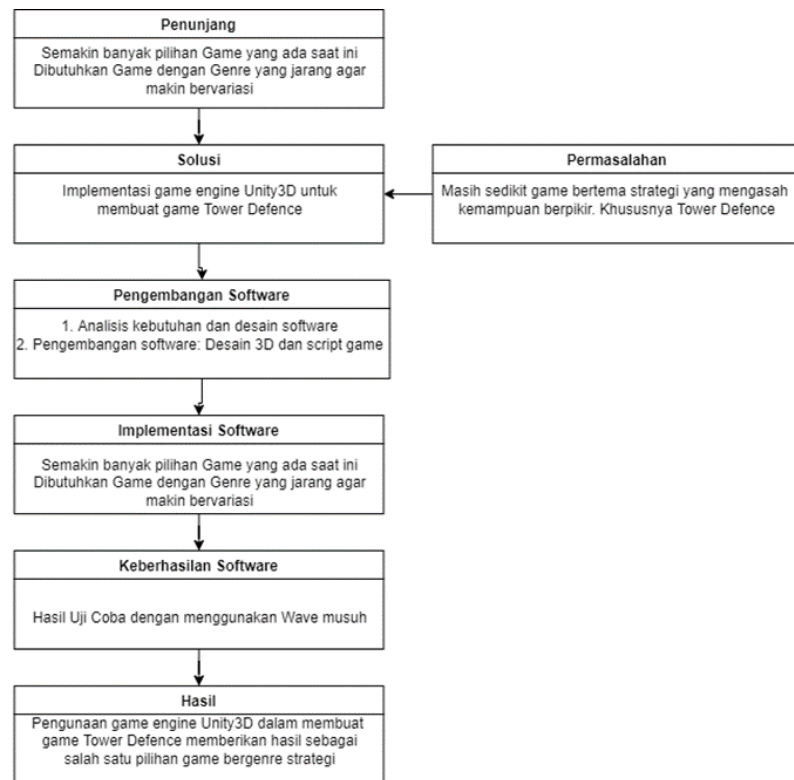 Penunjang
Semakin banyak pilihan Game yang ada saat ini
Dibutuhkan Game dengan Genre yang jarang agar
makin bervariasi
Solusi
Implementasi game engine Unity3D untuk
membuat game Tower Defence
Permasalahan
Masih sedikit game bertema strategi yang mengasah
kemampuan berpikir. Khususnya Tower Defence
Pengembangan Software
1. Analisis kebutuhan dan desain software
2. Pengembangan software: Desain 3D dan script game
Implementasi Software
Semakin banyak pilihan Game yang ada saat ini
Dibutuhkan Game dengan Genre yang jarang agar
makin bervariasi
Keberhasilan Software
Hasil Uji Coba dengan menggunakan Wave musuh
Hasil
Pengunaan game engine Unity3D dalam membuat
game Tower Defence memberikan hasil sebagai
salah satu pilihan game bergenre strategi